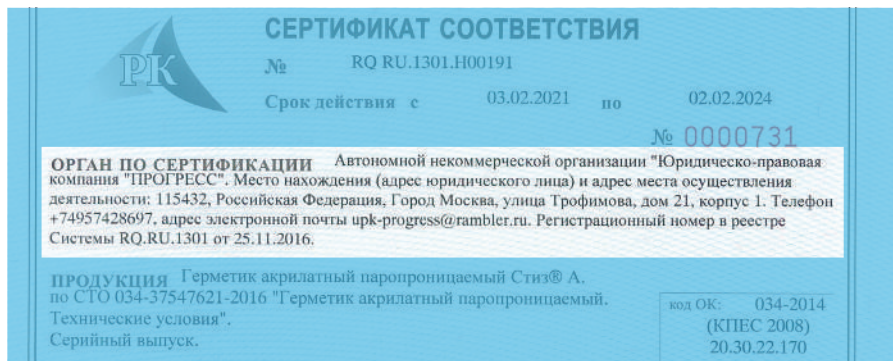 СЕРТИФИКАТ СООТВЕТСТВИЯ
РК
№ RQ RU.1301.Н00191
Срок действия с 03.02.2021 по 02.02.2024
№ 0000731
ОРГАН ПО СЕРТИФИКАЦИИ Автономной некоммерческой организации "Юридическо-правовая
компания "ПРОГРЕСС". Место нахождения (адрес юридического лица) и адрес места осуществления
деятельности: 115432, Российская Федерация, Город Москва, улица Трофимова, дом 21, корпус 1. Телефон
+74957428697, адрес электронной почты upk-progress@rambler.ru. Регистрационный номер в реестре
Системы RQ.RU.1301 от 25.11.2016.
ПРОДУКЦИЯ Герметик акрилатный паропроницаемый Стиз® А.
по СТО 034-37547621-2016 "Герметик акрилатный паропроницаемый.
Технические условия".
Серийный выпуск.
код ОК: 034-2014
(КПЕС 2008)
20.30.22.170